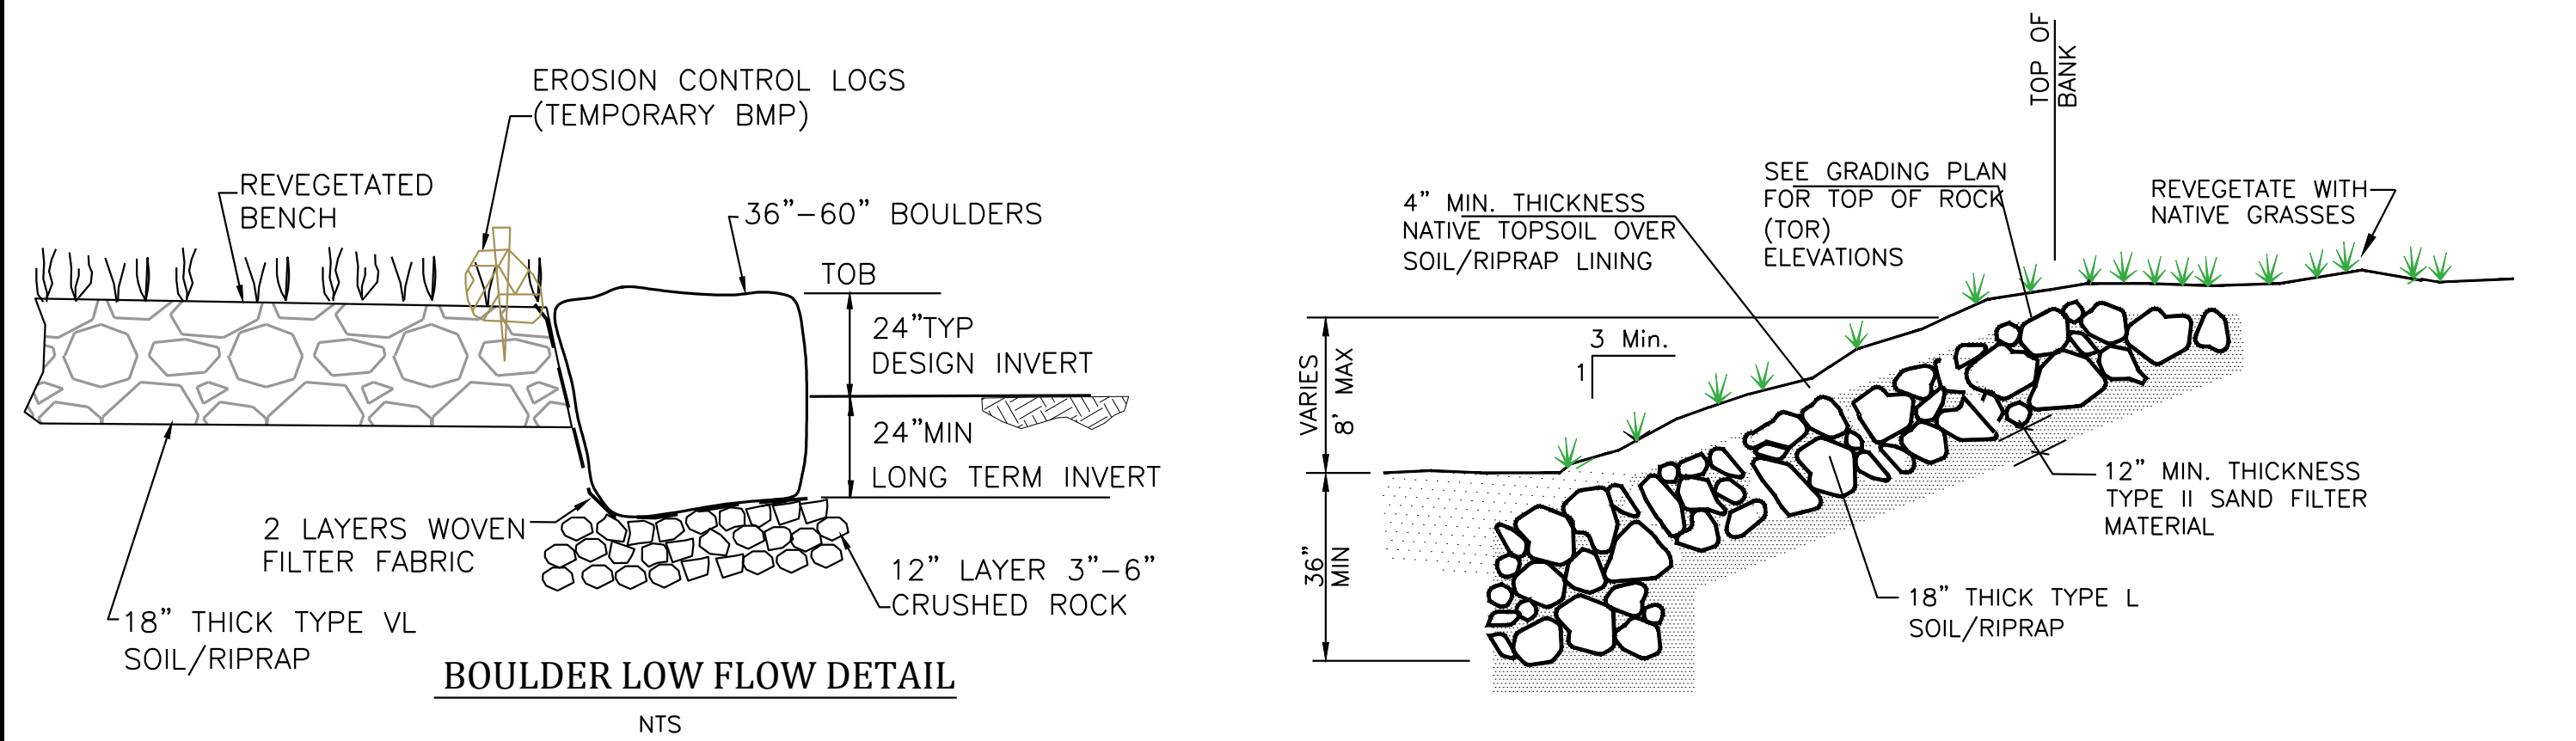 EROSION CONTROL LOGS
(TEMPORARY BMP)
REVEGETATED
BENCH
36”-60” BOULDERS
TOB
24”TYP
DESIGN INVERT
24”MIN
LONG TERM INVERT
2 LAYERS WOVEN
FILTER FABRIC
12” LAYER 3”-6”
CRUSHED ROCK
18” THICK TYPE VL
SOIL/RIPRAP
BOULDER LOW FLOW DETAIL
NTS
TOP OF
BANK
4” MIN. THICKNESS
NATIVE TOPSOIL OVER
SOIL/RIPRAP LINING
SEE GRADING PLAN
FOR TOP OF ROCK
(TOR)
ELEVATIONS
REVEGETATE WITH
NATIVE GRASSES
3 Min.
1
VARIES
8’ MAX
36”
MIN
12” MIN. THICKNESS
TYPE II SAND FILTER
MATERIAL
18” THICK TYPE L
SOIL/RIPRAP